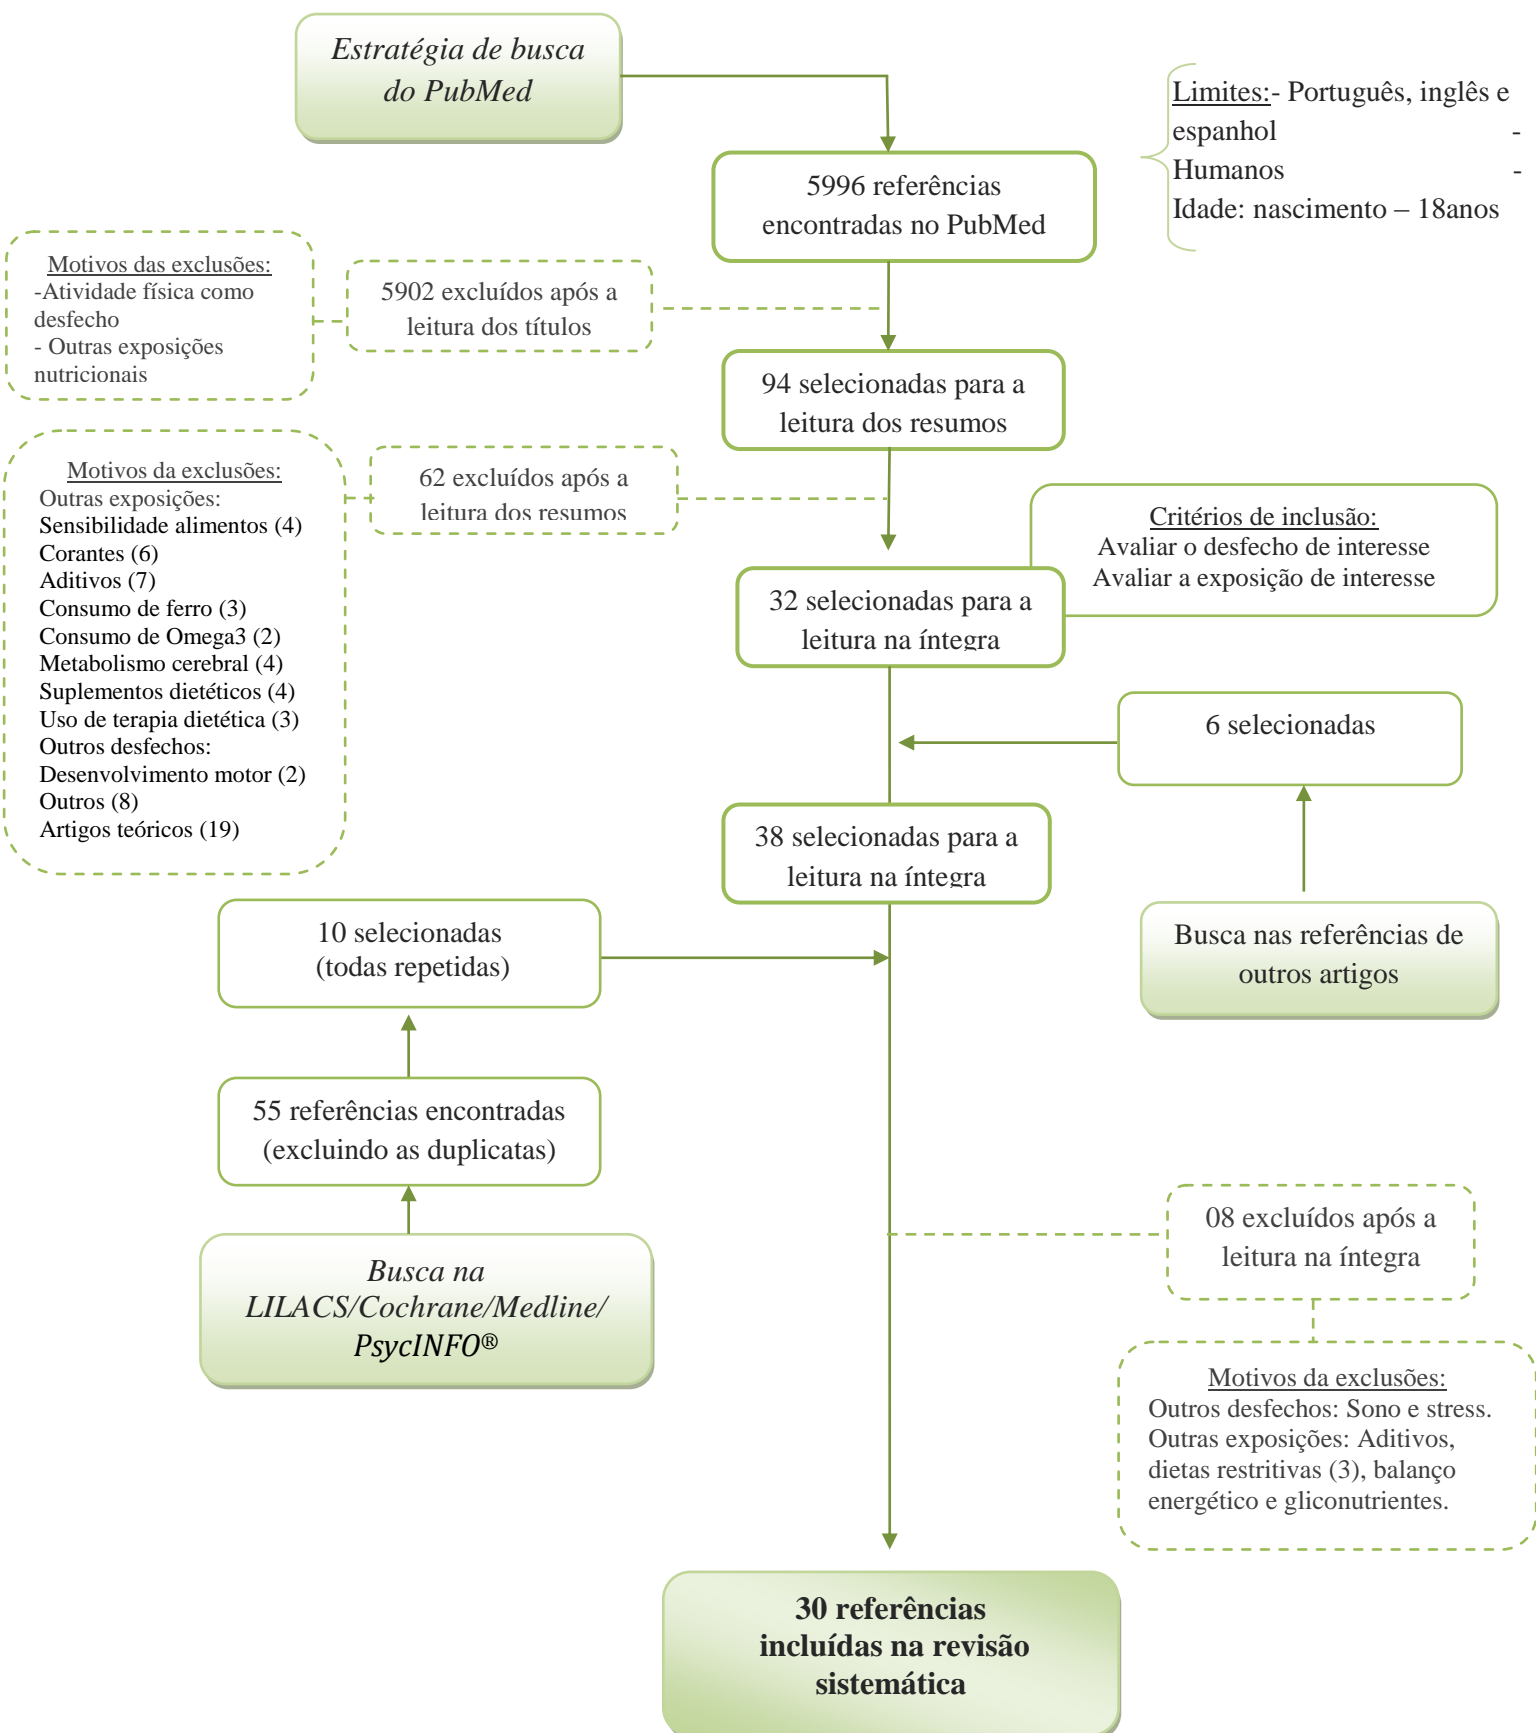 Estratégia de busca
do PubMed
Limites:- Português, inglês e
espanhol -
Humanos -
Idade: nascimento – 18anos
5996 referências
encontradas no PubMed
Motivos das exclusões:
-Atividade física como
desfecho
- Outras exposições
nutricionais
5902 excluídos após a
leitura dos títulos
94 selecionadas para a
leitura dos resumos
Motivos da exclusões:
Outras exposições:
Sensibilidade alimentos (4)
Corantes (6)
Aditivos (7)
Consumo de ferro (3)
Consumo de Omega3 (2)
Metabolismo cerebral (4)
Suplementos dietéticos (4)
Uso de terapia dietética (3)
Outros desfechos:
Desenvolvimento motor (2)
Outros (8)
Artigos teóricos (19)
62 excluídos após a
leitura dos resumos
Critérios de inclusão:
Avaliar o desfecho de interesse
Avaliar a exposição de interesse
32 selecionadas para a
leitura na íntegra
6 selecionadas
38 selecionadas para a
leitura na íntegra
10 selecionadas
(todas repetidas)
Busca nas referências de
outros artigos
55 referências encontradas
(excluindo as duplicatas)
Busca na
LILACS/Cochrane/Medline/
PsycINFO®
08 excluídos após a
leitura na íntegra
Motivos da exclusões:
Outros desfechos: Sono e stress.
Outras exposições: Aditivos,
dietas restritivas (3), balanço
energético e gliconutrientes.
30 referências
incluídas na revisão
sistemática